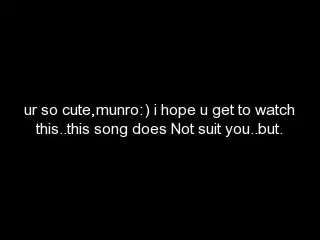 ur so cute,munro:) i hope u get to watch
this..this song does Not suit you..but.